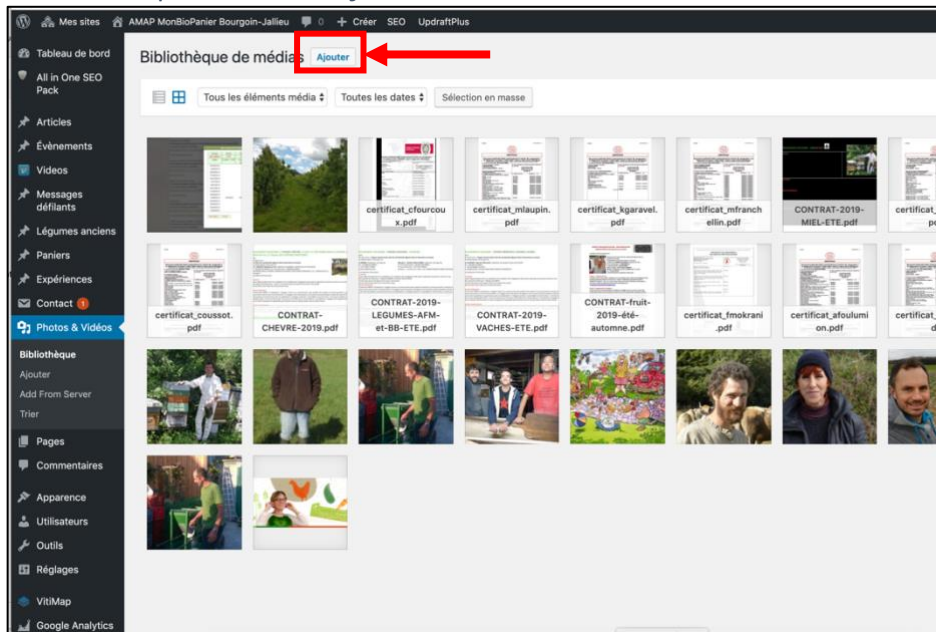 Mes sites AMAP MonBioPanier Bourgoin-Jallieu 0 + Créer SEO UpdraftPlus
Tableau de bord
All in One SEO
Pack
Articles
Évènements
Videos
Messages
défilants
Légumes anciens
Paniers
Expériences
Contact 1
Photos & Vidéos
Bibliothèque
Ajouter
Add From Server
Trier
Pages
Commentaires
Apparence
Utilisateurs
Outils
Réglages
VitiMap
Google Analytics
Bibliothèque de médias Ajouter
Tous les éléments média Toutes les dates Sélection en masse
certificat_cfourcou
x.pdf
certificat_mlaupin.
pdf
certificat_kgaravel.
pdf
certificat_mfranch
ellin.pdf
CONTRAT-2019-
MIEL-ETE.pdf
certificat_
certificat_coussot.
pdf
CONTRAT-
CHEVRE-2019.pdf
CONTRAT-2019-
LEGUMES-AFM-
et-BB-ETE.pdf
CONTRAT-2019-
VACHES-ETE.pdf
CONTRAT-fruit-
2019-été-
automne.pdf
certificat_fmokrani
.pdf
certificat_afoulumi
on.pdf
certificat_